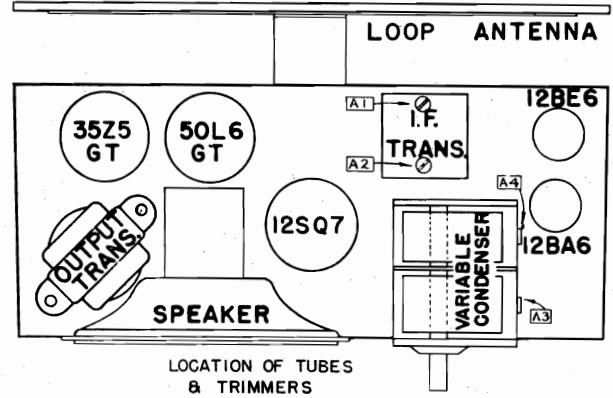 LOOP ANTENNA
35Z5
GT
50L6
GT
A1
I.F.
TRANS.
A2
12BE6
A4
12BA6
12SQ7
OUTPUT
TRANS.
SPEAKER
VARIABLE
CONDENSER
A3
LOCATION OF TUBES
& TRIMMERS